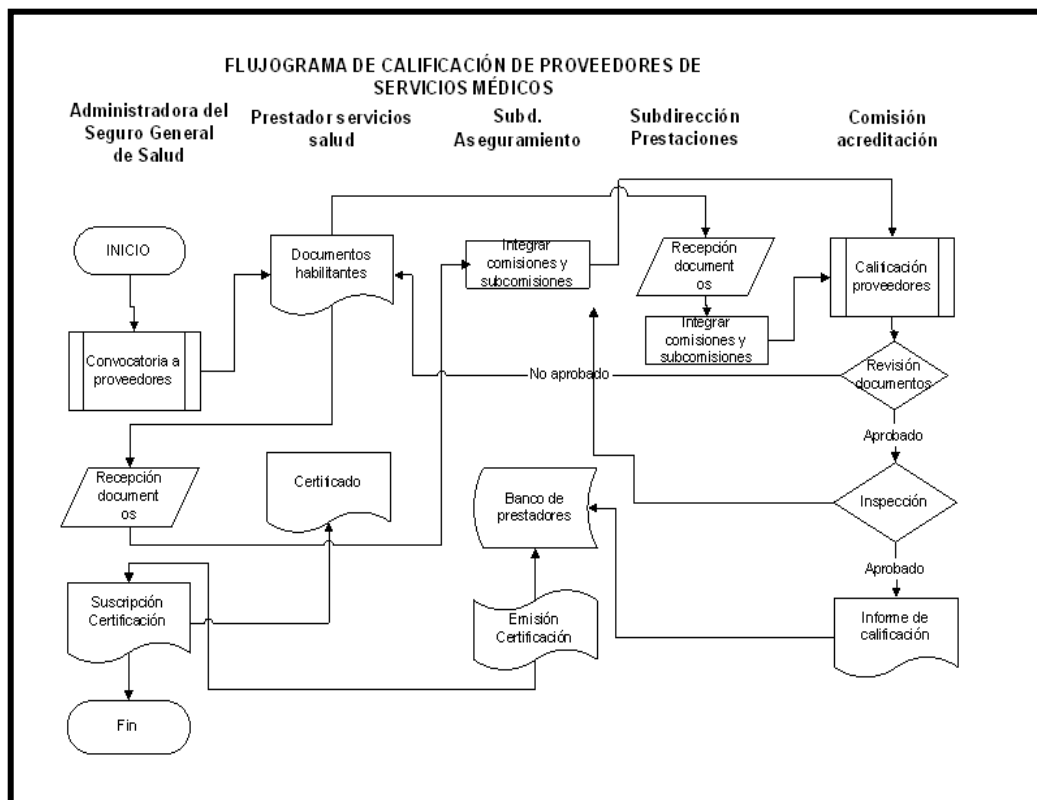 FLUJOGRAMA DE CALIFICACIÓN DE PROVEEDORES DE
SERVICIOS MÉDICOS
Administradora del
Seguro General
de Salud
Prestador servicios
salud
Subd.
Aseguramiento
Subdirección
Prestaciones
Comisión
acreditación
INICIO
Documentos
habilitantes
Integrar
comisiones y
subcomisiones
Recepción
document
os
Calificación
proveedores
Convocatoria a
proveedores
Integrar
comisiones y
subcomisiones
No aprobado
Revisión
documentos
Aprobado
Recepción
document
os
Certificado
Banco de
prestadores
Inspección
Aprobado
Suscripción
Certificación
Emisión
Certificación
Informe de
calificación
Fin